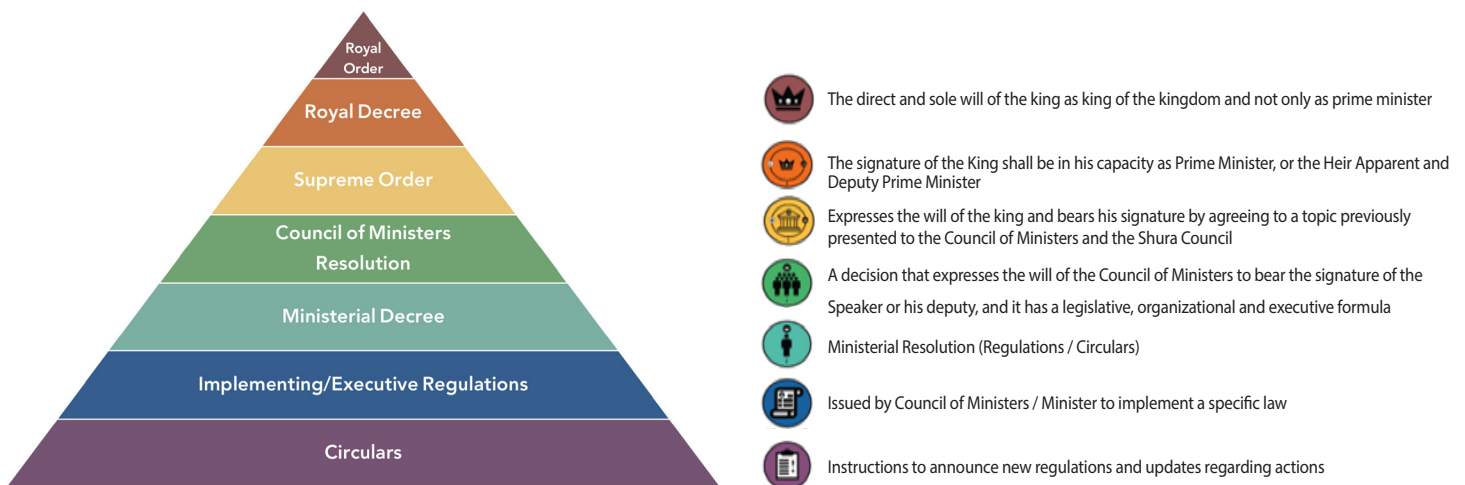 Royal
Order
Royal Decree
Supreme Order
Council of Ministers
Resolution
Ministerial Decree
Implementing/Executive Regulations
Circulars
The direct and sole will of the king as king of the kingdom and not only as prime minister
The signature of the King shall be in his capacity as Prime Minister, or the Heir Apparent and
Deputy Prime Minister
Expresses the will of the king and bears his signature by agreeing to a topic previously
presented to the Council of Ministers and the Shura Council
A decision that expresses the will of the Council of Ministers to bear the signature of the
Speaker or his deputy, and it has a legislative, organizational and executive formula
Ministerial Resolution (Regulations / Circulars)
Issued by Council of Ministers / Minister to implement a specific law
Instructions to announce new regulations and updates regarding actions